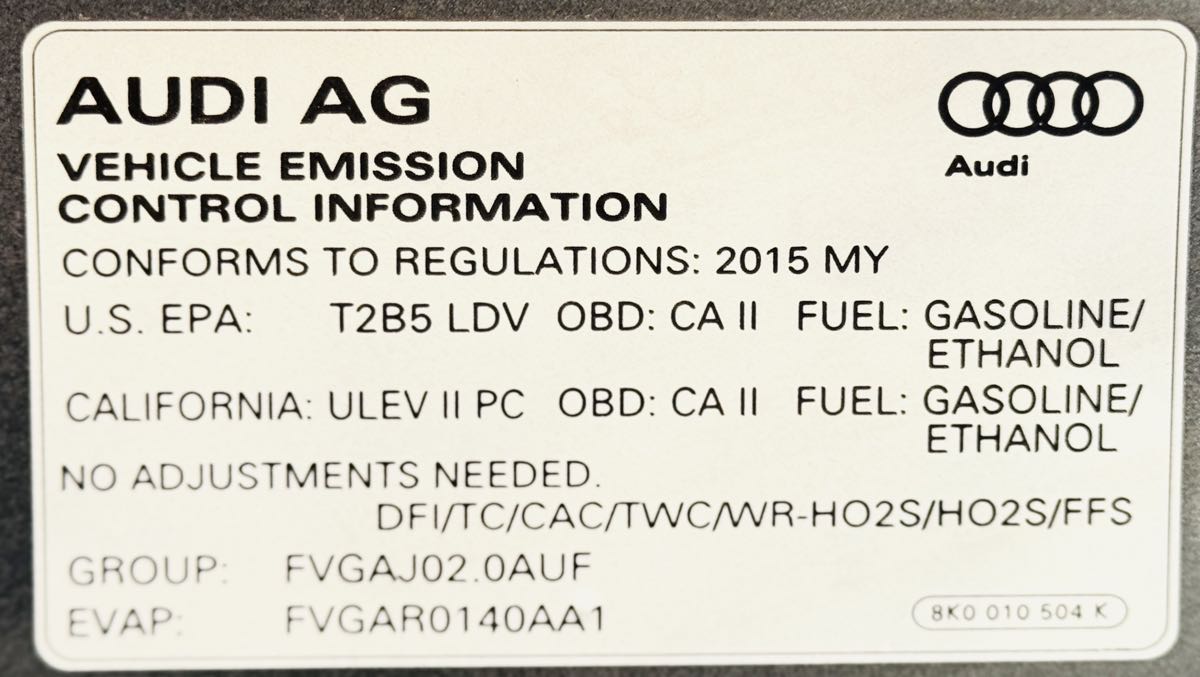 AUDI AG
Audi
VEHICLE EMISSION
CONTROL INFORMATION
CONFORMS TO REGULATIONS: 2015 MY
U.S. EPA: T2B5 LDV OBD: CA II FUEL: GASOLINE/
ETHANOL
CALIFORNIA: ULEV II PC OBD: CA II FUEL: GASOLINE/
ETHANOL
NO ADJUSTMENTS NEEDED.
DFI/TC/CAC/TWC/WR-HO2S/HO2S/FFS
GROUP: FVGAJ02.0AUF
EVAP: FVGAR0140AA1
8K0 010 504 K